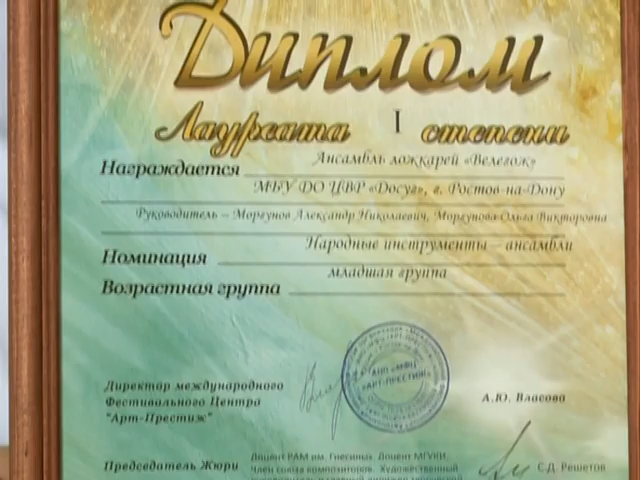 Диплом
Лауреата I степени
Награждается Ансамбль ложкарей «Велегож»
МБУ ДО ЦВР «Досуг», г. Ростов-на-Дону
Руководитель – Моргунов Александр Николаевич, Моргунова Ольга Викторовна
Номинация Народные инструменты – ансамбли
Возрастная группа младшая группа
Директор международного
Фестивального Центра
"Арт-Престиж"
А.Ю. Власова
«АРТ-ПРЕСТИЖ»
Председатель Жюри
Доцент РАМ им. Гнесиных. Доцент МГУКИ.
Член союза композиторов. Художественный
С.Д. Решетов